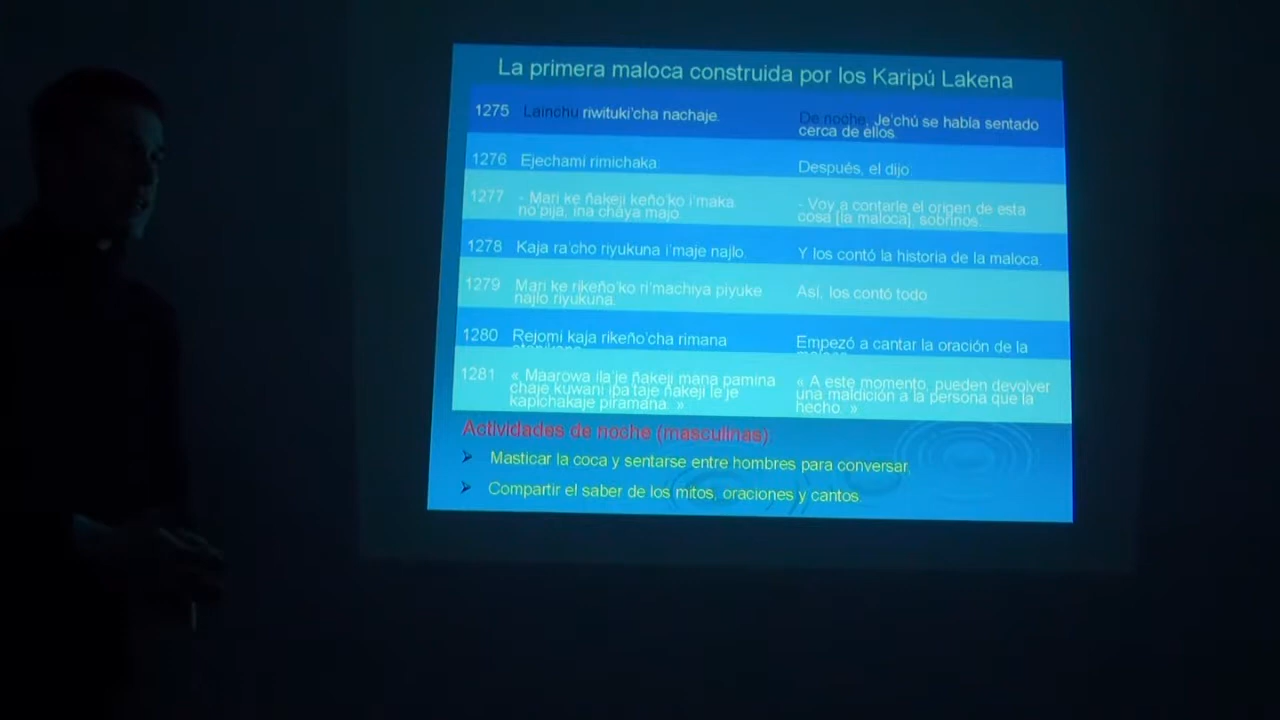 La primera maloca construida por los Karipú Lakena
1275 Lainchu riwituki'cha nachaje. De noche, Je'chú se había sentado
cerca de ellos.
1276 Ejechami rimichaka. Después, el dijo:
1277 - Mari ke ñakeji keño'ko i'maka - Voy a contarle el origen de esta
no'pija, ina chaya majo. cosa [la maloca], sobrinos.
1278 Kaja ra'cho riyukuna i'maje najlo. Y los contó la historia de la maloca.
1279 Mari ke rikeño'ko ri'machiya piyuke Así, los contó todo
najlo riyukuna.
1280 Rejomi kaja rikeño'cha rimana Empezó a cantar la oración de la
1281 « Maarowa ila'je ñakeji mana pamina « A este momento, pueden devolver
chaje kuwani ipa'taje ñakeji le'je una maldición a la persona que la
kapichakaje piramana. » hecho. »
Actividades de noche (masculinas):
➢ Masticar la coca y sentarse entre hombres para conversar.
➢ Compartir el saber de los mitos, oraciones y cantos.